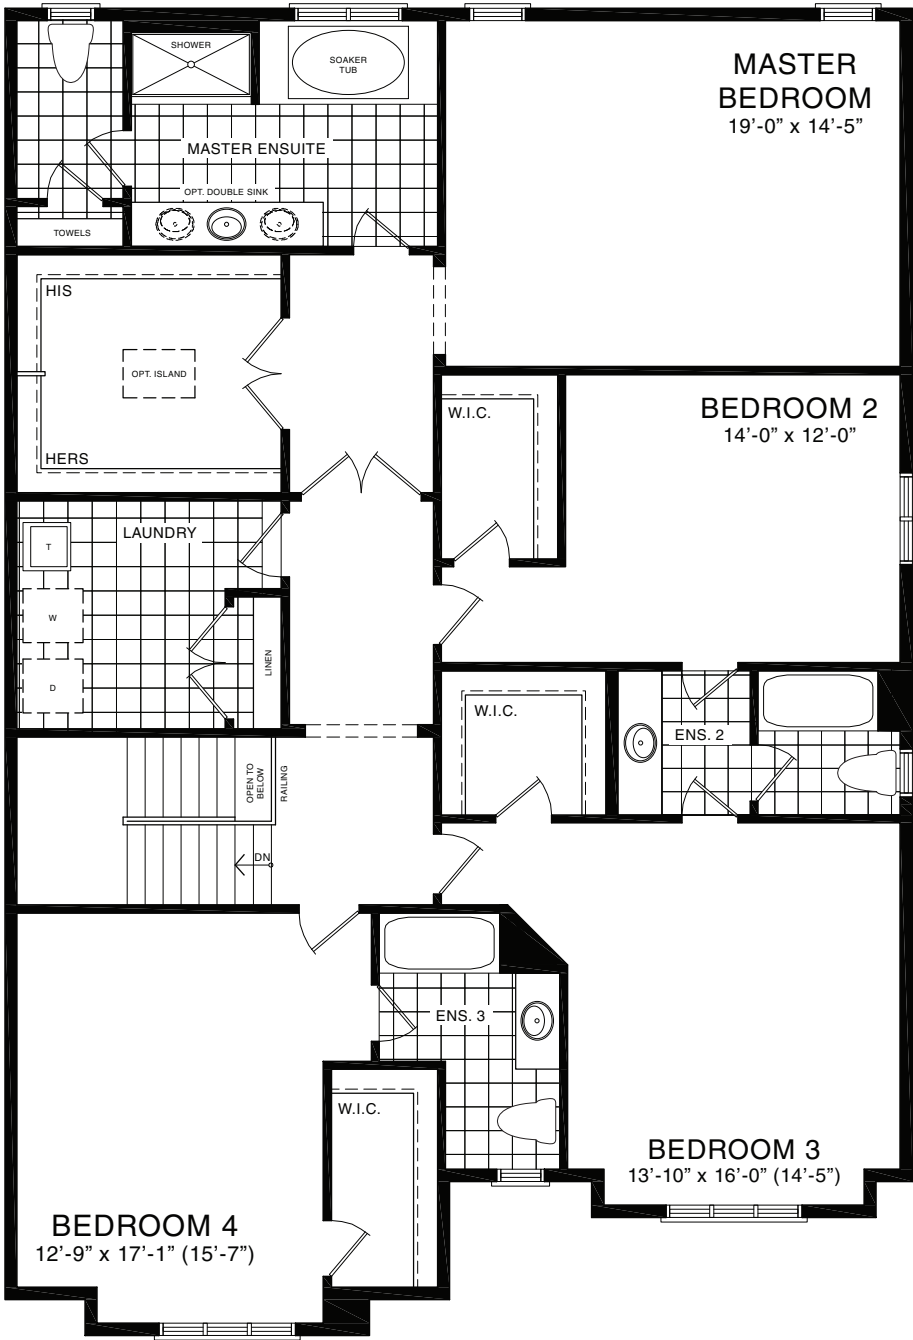 SHOWER
SOAKER
TUB
MASTER
BEDROOM
19’-0” x 14’-5”
MASTER ENSUITE
OPT. DOUBLE SINK
TOWELS
HIS
OPT. ISLAND
HERS
W.I.C.
BEDROOM 2
14’-0” x 12’-0”
LAUNDRY
T
W
D
LINEN
W.I.C.
ENS. 2
OPEN TO
BELOW
RAILING
DN
ENS. 3
W.I.C.
BEDROOM 3
13’-10” x 16’-0” (14’-5”)
BEDROOM 4
12’-9” x 17’-1” (15’-7”)